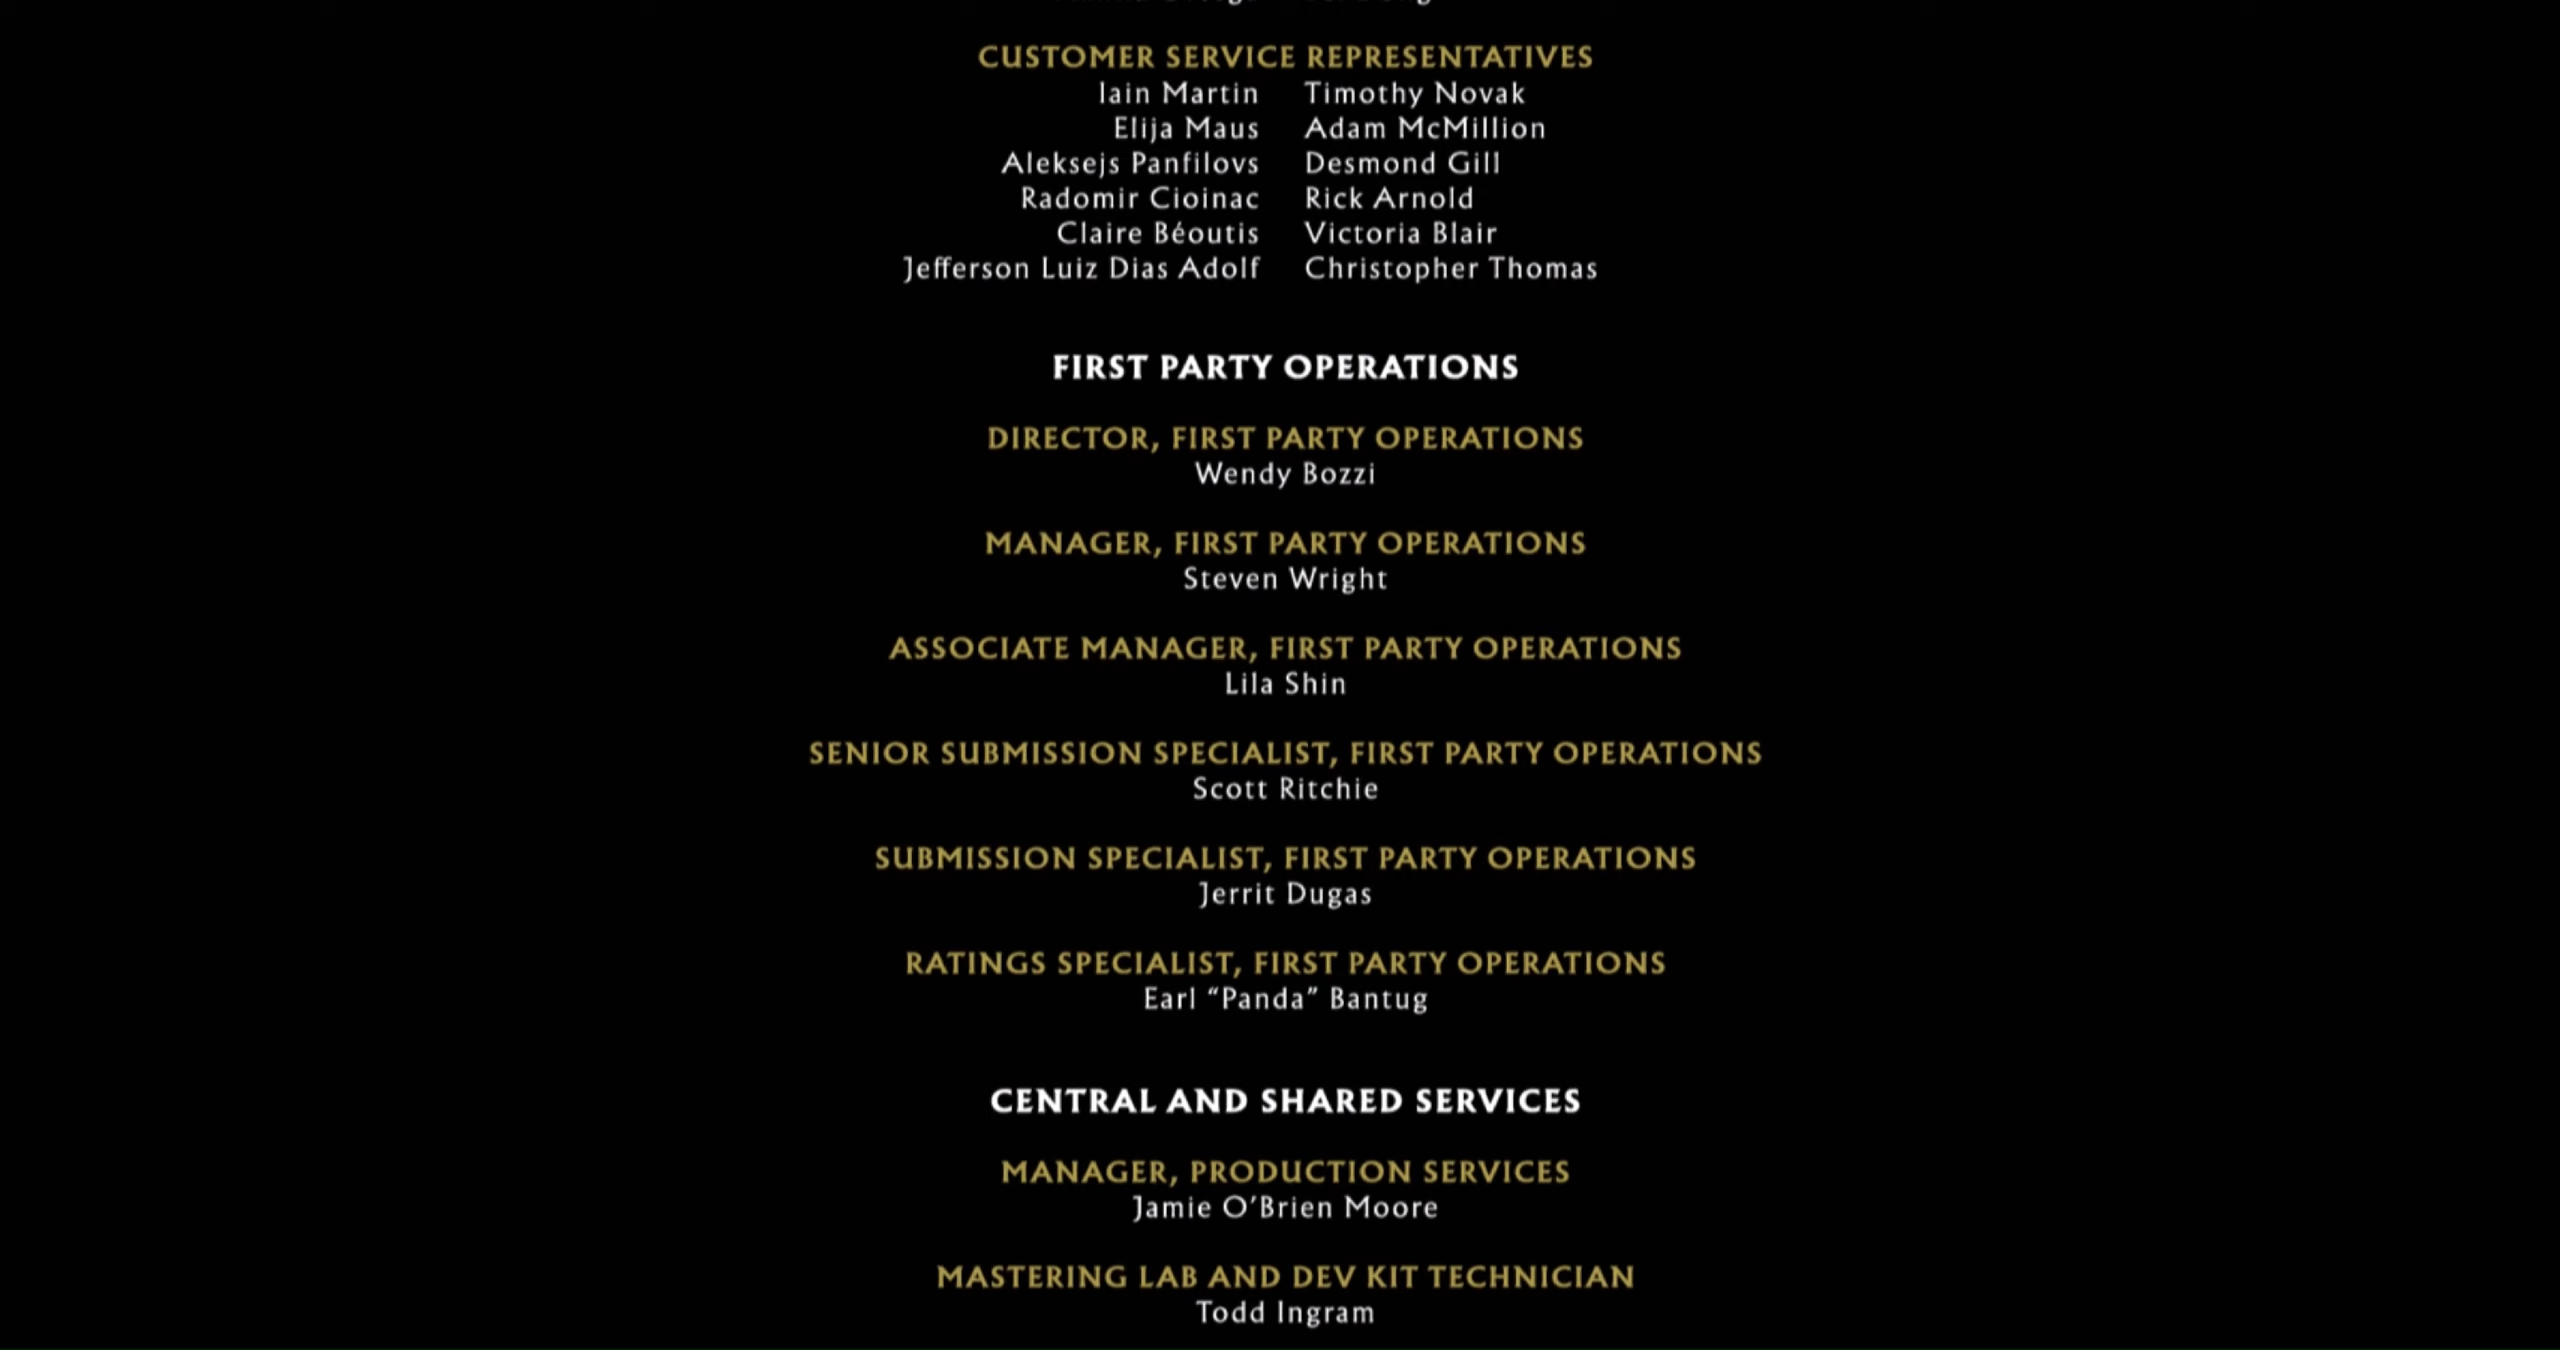 CUSTOMER SERVICE REPRESENTATIVES
Iain Martin Timothy Novak
Elija Maus Adam McMillion
Aleksejs Panfilovs Desmond Gill
Radomir Cioinac Rick Arnold
Claire Béoutis Victoria Blair
Jefferson Luiz Dias Adolf Christopher Thomas
FIRST PARTY OPERATIONS
DIRECTOR, FIRST PARTY OPERATIONS
Wendy Bozzi
MANAGER, FIRST PARTY OPERATIONS
Steven Wright
ASSOCIATE MANAGER, FIRST PARTY OPERATIONS
Lila Shin
SENIOR SUBMISSION SPECIALIST, FIRST PARTY OPERATIONS
Scott Ritchie
SUBMISSION SPECIALIST, FIRST PARTY OPERATIONS
Jerrit Dugas
RATINGS SPECIALIST, FIRST PARTY OPERATIONS
Earl “Panda” Bantug
CENTRAL AND SHARED SERVICES
MANAGER, PRODUCTION SERVICES
Jamie O’Brien Moore
MASTERING LAB AND DEV KIT TECHNICIAN
Todd Ingram